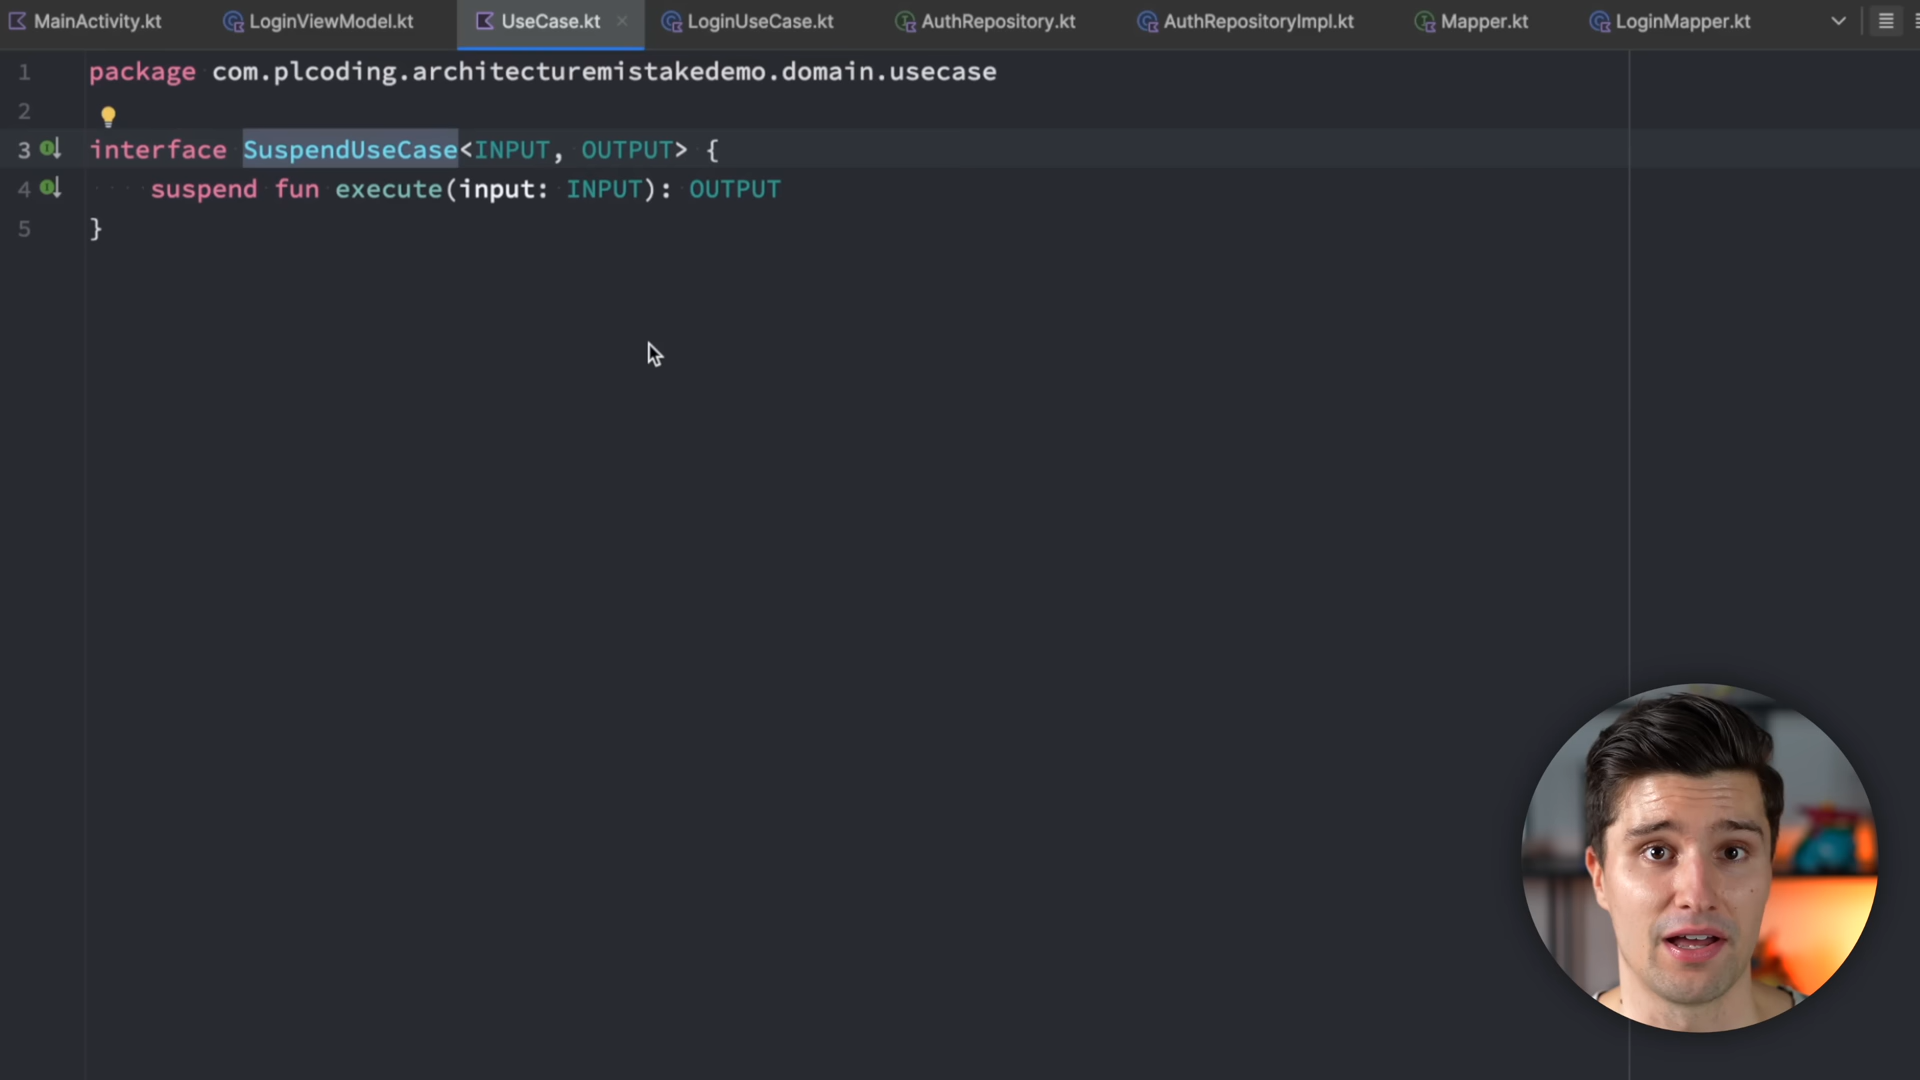 MainActivity.kt LoginViewModel.kt UseCase.kt LoginUseCase.kt AuthRepository.kt AuthRepositoryImpl.kt Mapper.kt LoginMapper.kt
1 package com.plcoding.architecturemistakedemo.domain.usecase
2
3 interface SuspendUseCase<INPUT, OUTPUT> {
4 suspend fun execute(input: INPUT): OUTPUT
5 }